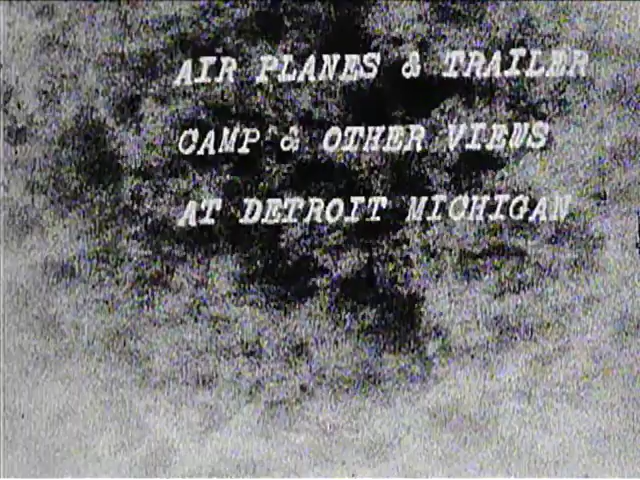 AIR PLANES & TRAILER
CAMP & OTHER VIEWS
AT DETROIT MICHIGAN